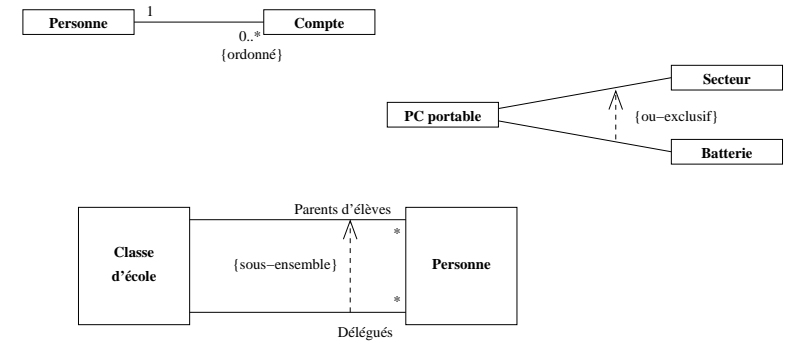 1
Personne
Compte
0..*
{ordonné}
Secteur
PC portable
{ou−exclusif}
Batterie
Parents d'élèves
*
Classe
d'école
{sous−ensemble}
Personne
*
Délégués